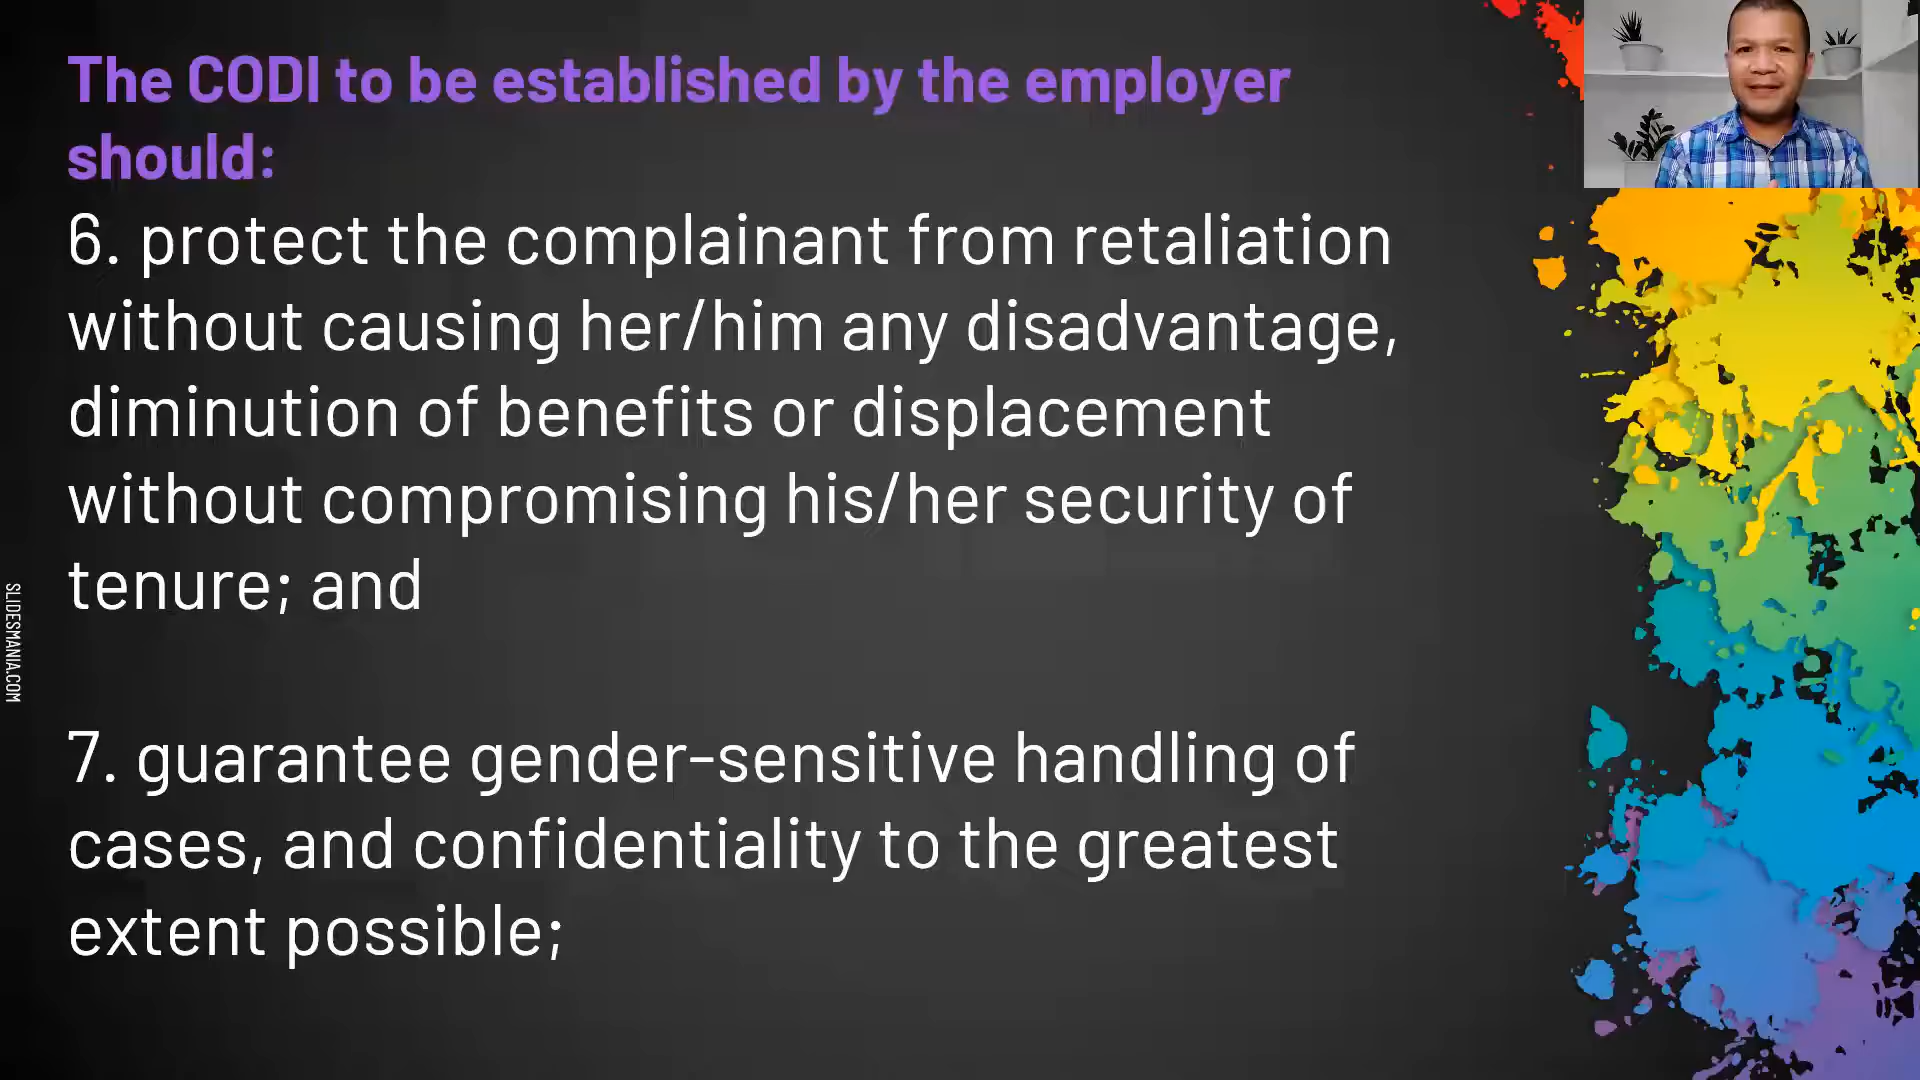 The CODI to be established by the employer
should:
6. protect the complainant from retaliation
without causing her/him any disadvantage,
diminution of benefits or displacement
without compromising his/her security of
tenure; and
7. guarantee gender-sensitive handling of
cases, and confidentiality to the greatest
extent possible;
SLIDESMANIA.COM